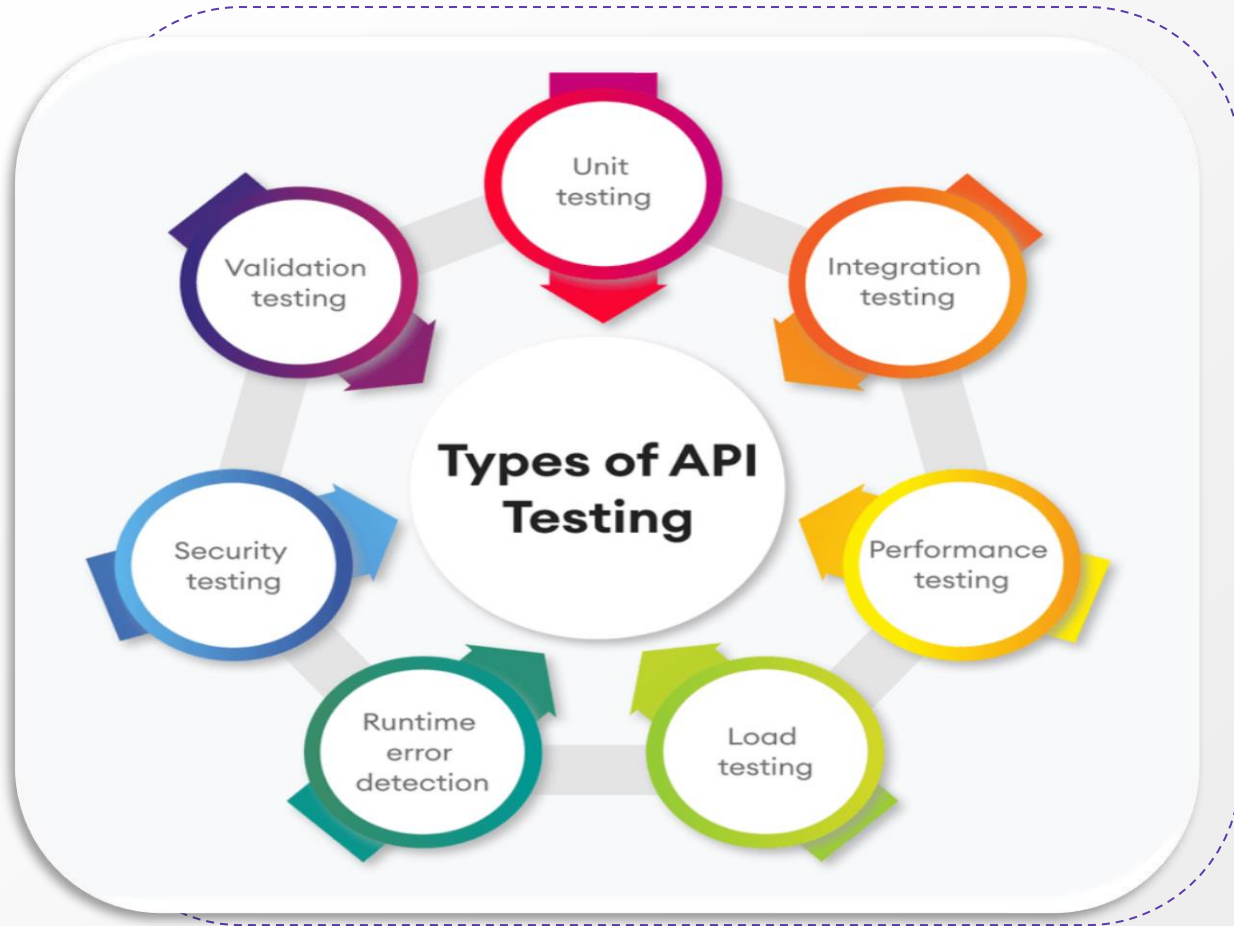 Unit
testing
Validation
testing
Integration
testing
Types of API
Testing
Security
testing
Performance
testing
Runtime
error
detection
Load
testing